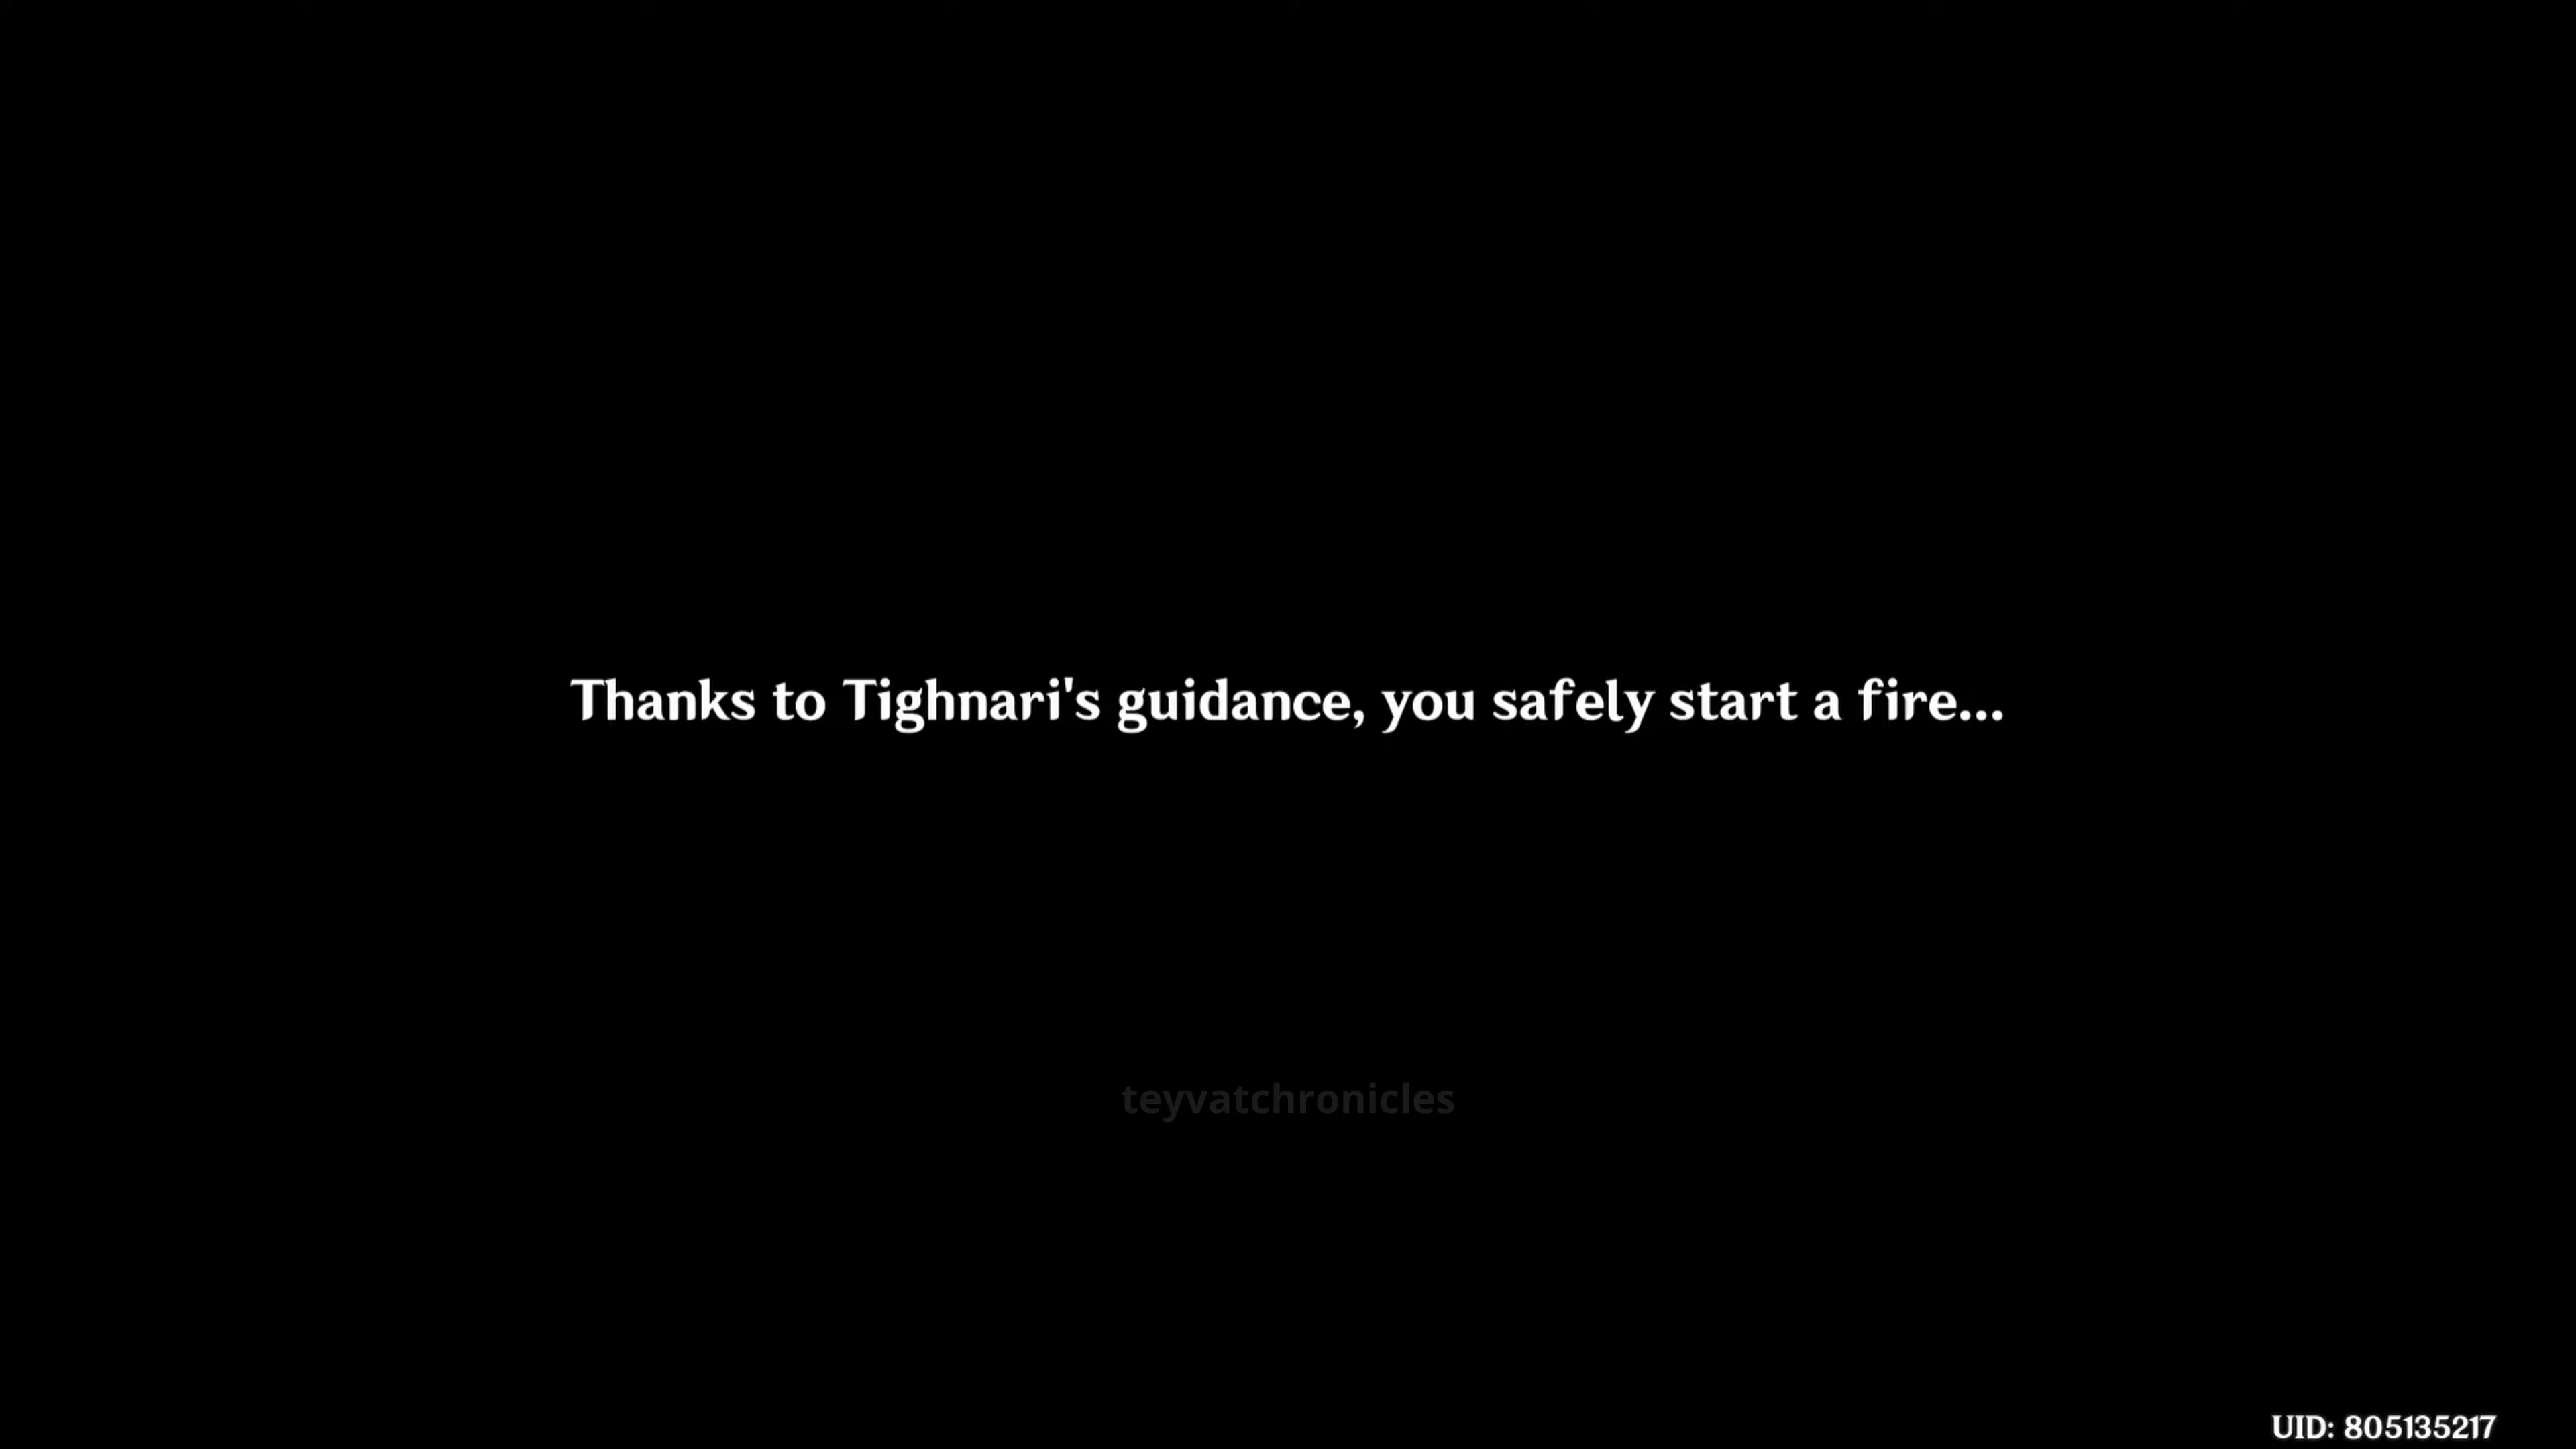 Thanks to Tighnari's guidance, you safely start a fire...
teyvatchronicles
UID: 805135217